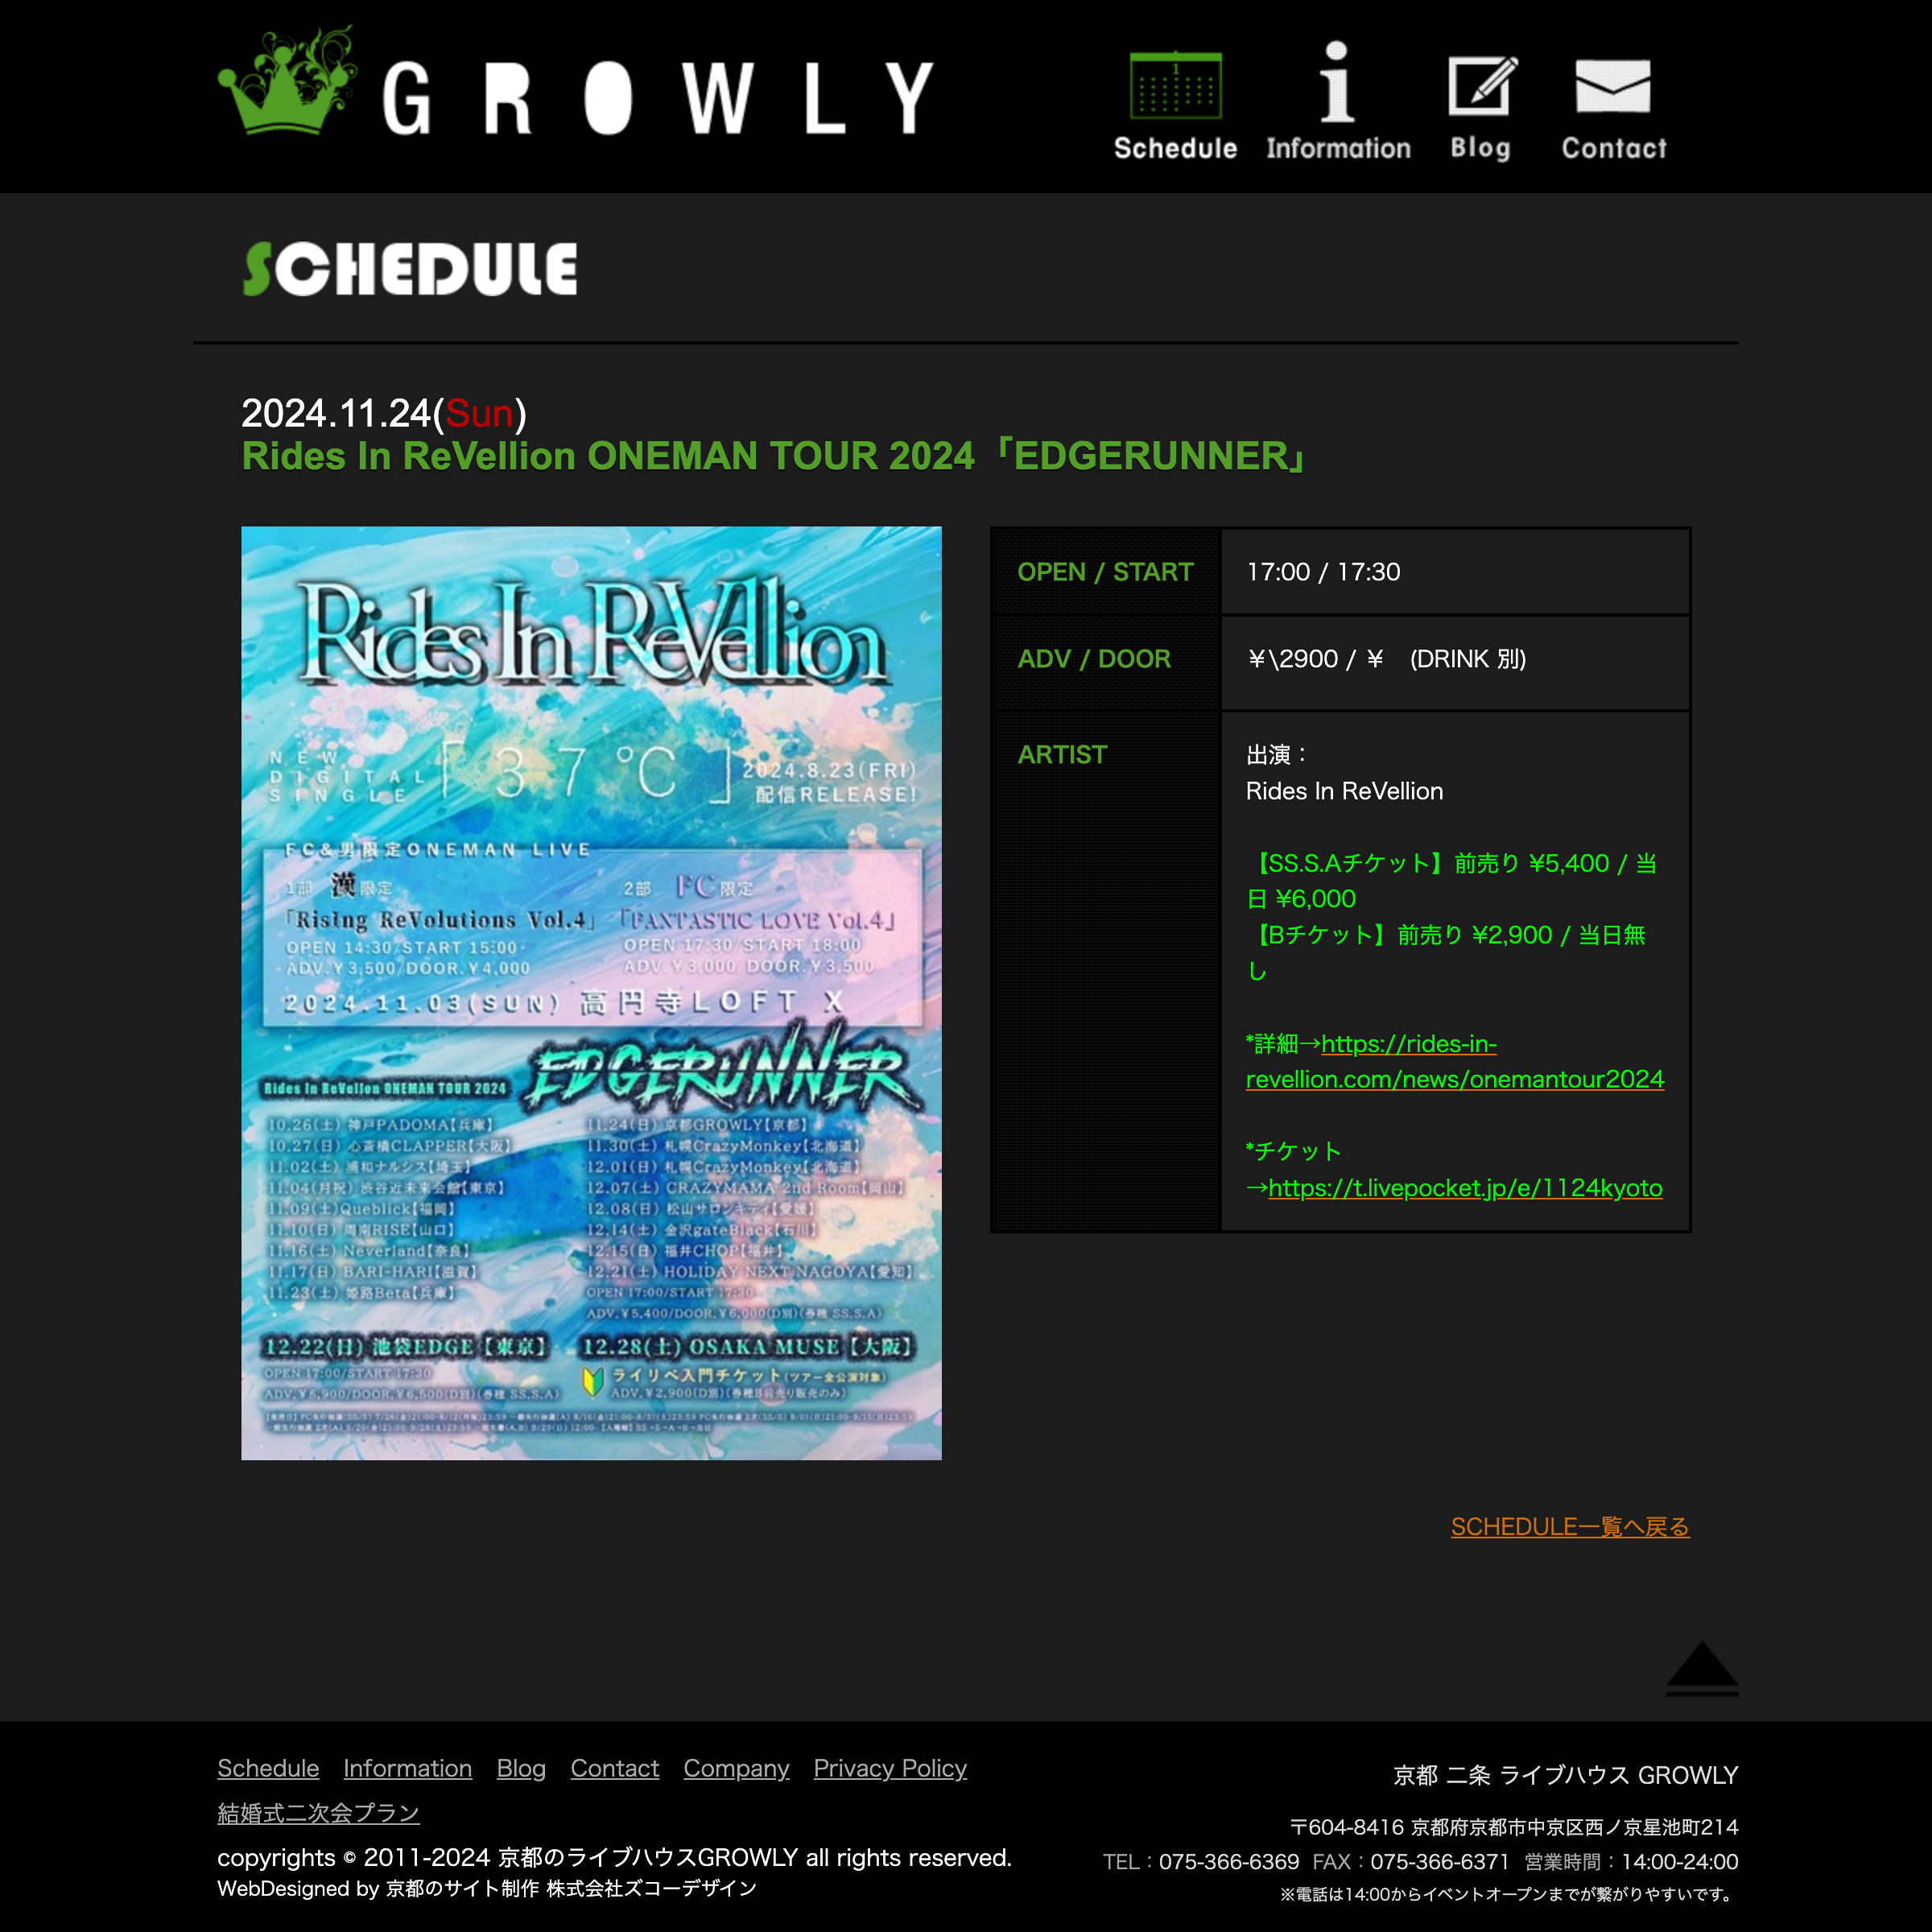 GROWLY
1
Schedule
Information
Blog
Contact
SCHEDULE
2024.11.24(Sun)
Rides In ReVellion ONEMAN TOUR 2024「EDGERUNNER」
Rides In ReVellion
NEW
DIGITAL
SINGLE
「37℃」
2024.8.23(FRI)
配信RELEASE!
FC&男限定ONEMAN LIVE
1部 漢限定
「Rising ReVolutions Vol.4」
OPEN 14:30/START 15:00
ADV.¥3,500/DOOR.¥4,000
2部 FC限定
「FANTASTIC LOVE Vol.4」
OPEN 17:30/START 18:00
ADV.¥3,000/DOOR.¥3,500
2024.11.03(SUN) 高円寺LOFT X
Rides In ReVellion ONEMAN TOUR 2024
EDGERUNNER
10.26(土) 神戸PADOMA【兵庫】
10.27(日) 心斎橋CLAPPER【大阪】
11.02(土) 浦和ナルシス【埼玉】
11.04(月祝) 渋谷近未来会館【東京】
11.09(土) Queblick【福岡】
11.10(日) 周南RISE【山口】
11.16(土) Neverland【奈良】
11.17(日) BARI-HARI【滋賀】
11.23(土) 姫路Beta【兵庫】
11.24(日) 京都GROWLY【京都】
11.30(土) 札幌CrazyMonkey【北海道】
12.01(日) 札幌CrazyMonkey【北海道】
12.07(土) CRAZYMAMA 2nd Room【岡山】
12.08(日) 松山サロンキティ【愛媛】
12.14(土) 金沢gateBlack【石川】
12.15(日) 福井CHOP【福井】
12.21(土) HOLIDAY NEXT NAGOYA【愛知】
OPEN 17:00/START 17:30
ADV.¥5,400/DOOR.¥6,000(D別)(券種 SS,S,A)
12.22(日) 池袋EDGE【東京】
OPEN 17:00/START 17:30
ADV.¥5,900/DOOR.¥6,500(D別)(券種 SS,S,A)
12.28(土) OSAKA MUSE【大阪】
ライリベ入門チケット(ツアー全公演対象)
ADV.¥2,900(D別)(券種B前売り販売のみ)
OPEN / START
17:00 / 17:30
ADV / DOOR
￥\2900 / ￥ (DRINK 別)
ARTIST
出演：
Rides In ReVellion
【SS.S.Aチケット】前売り ¥5,400 / 当
日 ¥6,000
【Bチケット】前売り ¥2,900 / 当日無
し
*詳細→https://rides-in-
revellion.com/news/onemantour2024
*チケット
→https://t.livepocket.jp/e/1124kyoto
SCHEDULE一覧へ戻る
Schedule Information Blog Contact Company Privacy Policy
結婚式二次会プラン
copyrights © 2011-2024 京都のライブハウスGROWLY all rights reserved.
WebDesigned by 京都のサイト制作 株式会社ズコーデザイン
京都 二条 ライブハウス GROWLY
〒604-8416 京都府京都市中京区西ノ京星池町214
TEL：075-366-6369 FAX：075-366-6371 営業時間：14:00-24:00
※電話は14:00からイベントオープンまでが繋がりやすいです。